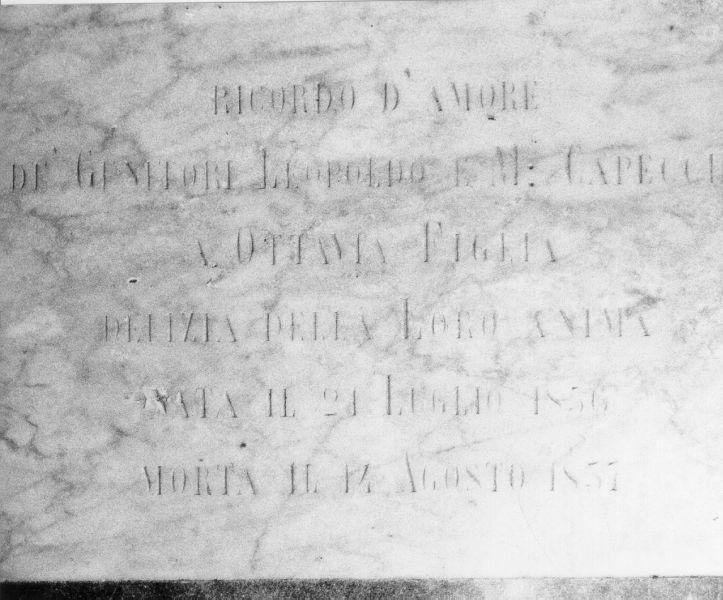 RICORDO D'AMORE
DE' GENITORI LEOPOLDO E M: CAPECCI
A OTTAVIA FIGLIA
DELIZIA DELLA LORO ANIMA
NATA IL 21 LUGLIO 1856
MORTA IL 14 AGOSTO 1857